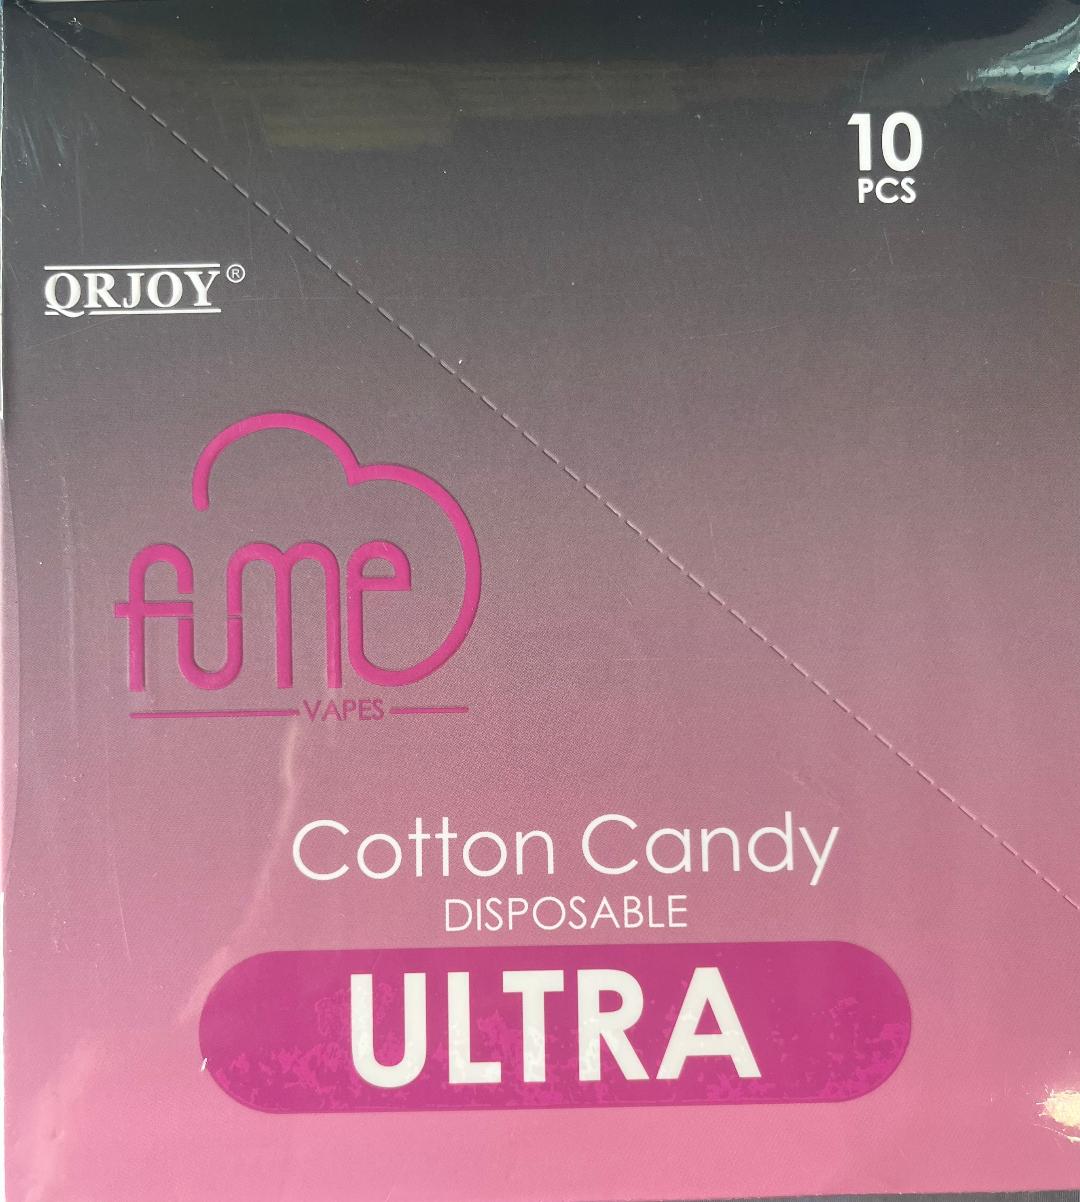 10
PCS
QRJOY®
fume
VAPES
Cotton Candy
DISPOSABLE
ULTRA